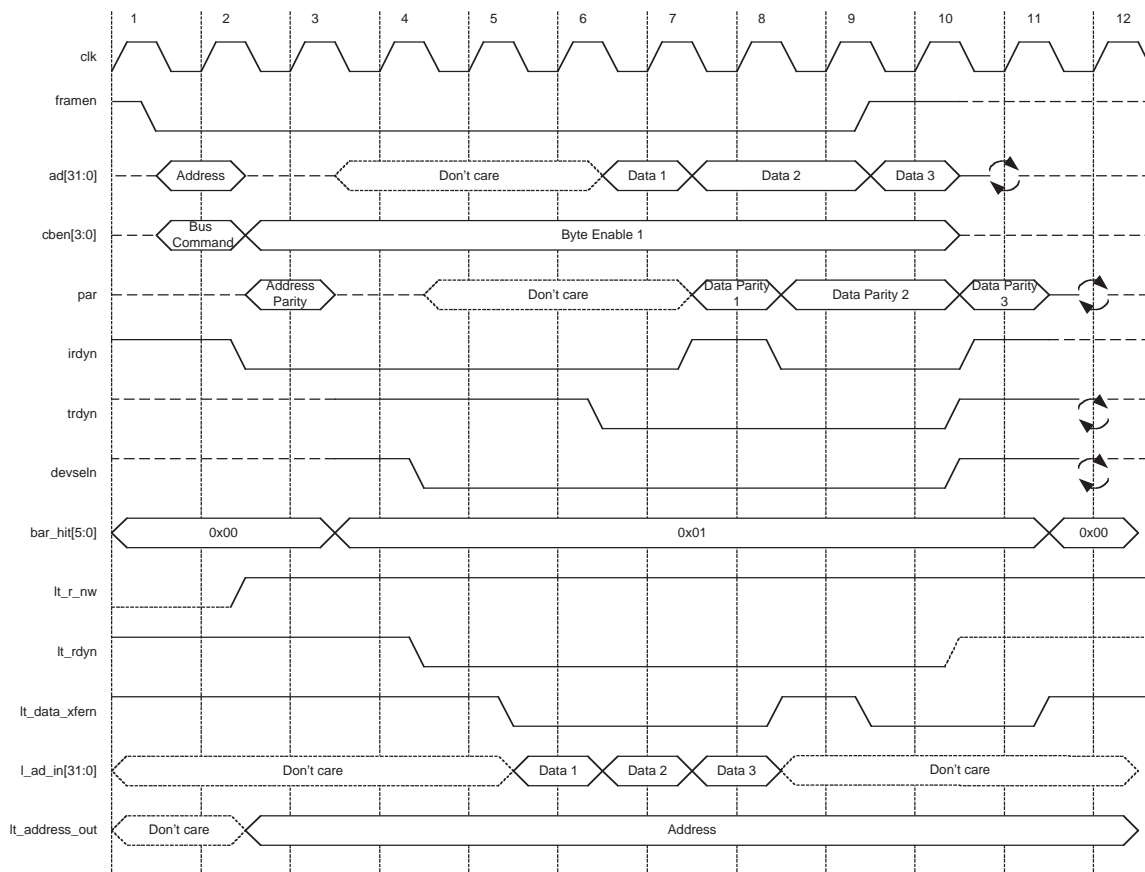 1 2 3 4 5 6 7 8 9 10 11 12
clk
framen
ad[31:0] Address Don't care Data 1 Data 2 Data 3
cben[3:0] Bus
Command Byte Enable 1
par Address
Parity Don't care Data Parity
1 Data Parity 2 Data Parity
3
irdyn
trdyn
devseln
bar_hit[5:0] 0x00 0x01 0x00
lt_r_nw
lt_rdyn
lt_data_xfern
l_ad_in[31:0] Don't care Data 1 Data 2 Data 3 Don't care
lt_address_out Don't care Address